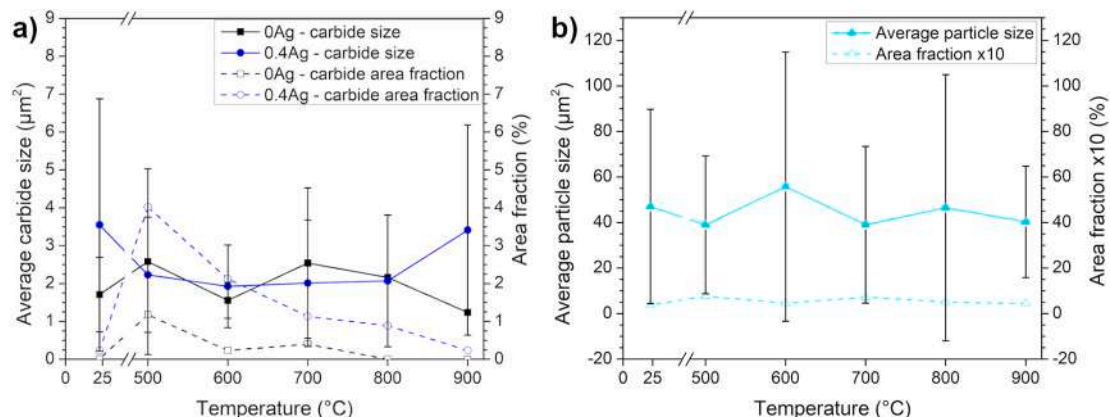 a)
9
8
7
6
5
4
3
2
1
0
Average carbide size (µm²)
0Ag - carbide size
0.4Ag - carbide size
0Ag - carbide area fraction
0.4Ag - carbide area fraction
9
8
7
6
5
4
3
2
1
0
Area fraction (%)
0 25 500 600 700 800 900
Temperature (°C)
b)
120
100
80
60
40
20
0
-20
Average particle size (µm²)
Average particle size
Area fraction x10
120
100
80
60
40
20
0
-20
Area fraction x10 (%)
0 25 500 600 700 800 900
Temperature (°C)